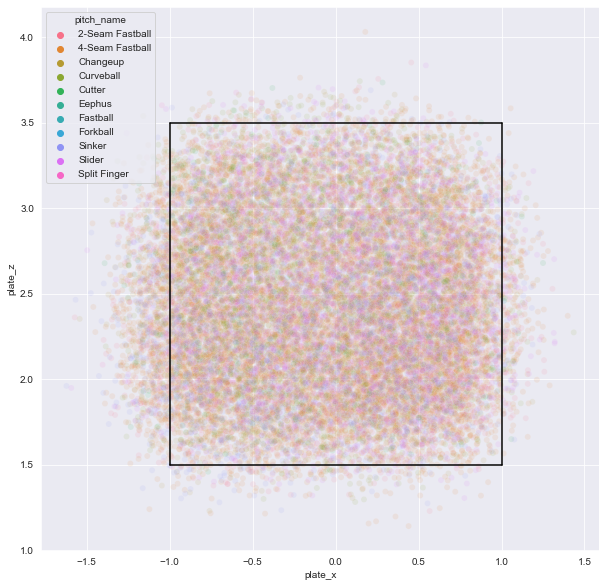 pitch_name
2-Seam Fastball
4-Seam Fastball
Changeup
Curveball
Cutter
Eephus
Fastball
Forkball
Sinker
Slider
Split Finger
4.0
3.5
3.0
2.5
2.0
1.5
1.0
plate_z
−1.5 −1.0 −0.5 0.0 0.5 1.0 1.5
plate_x